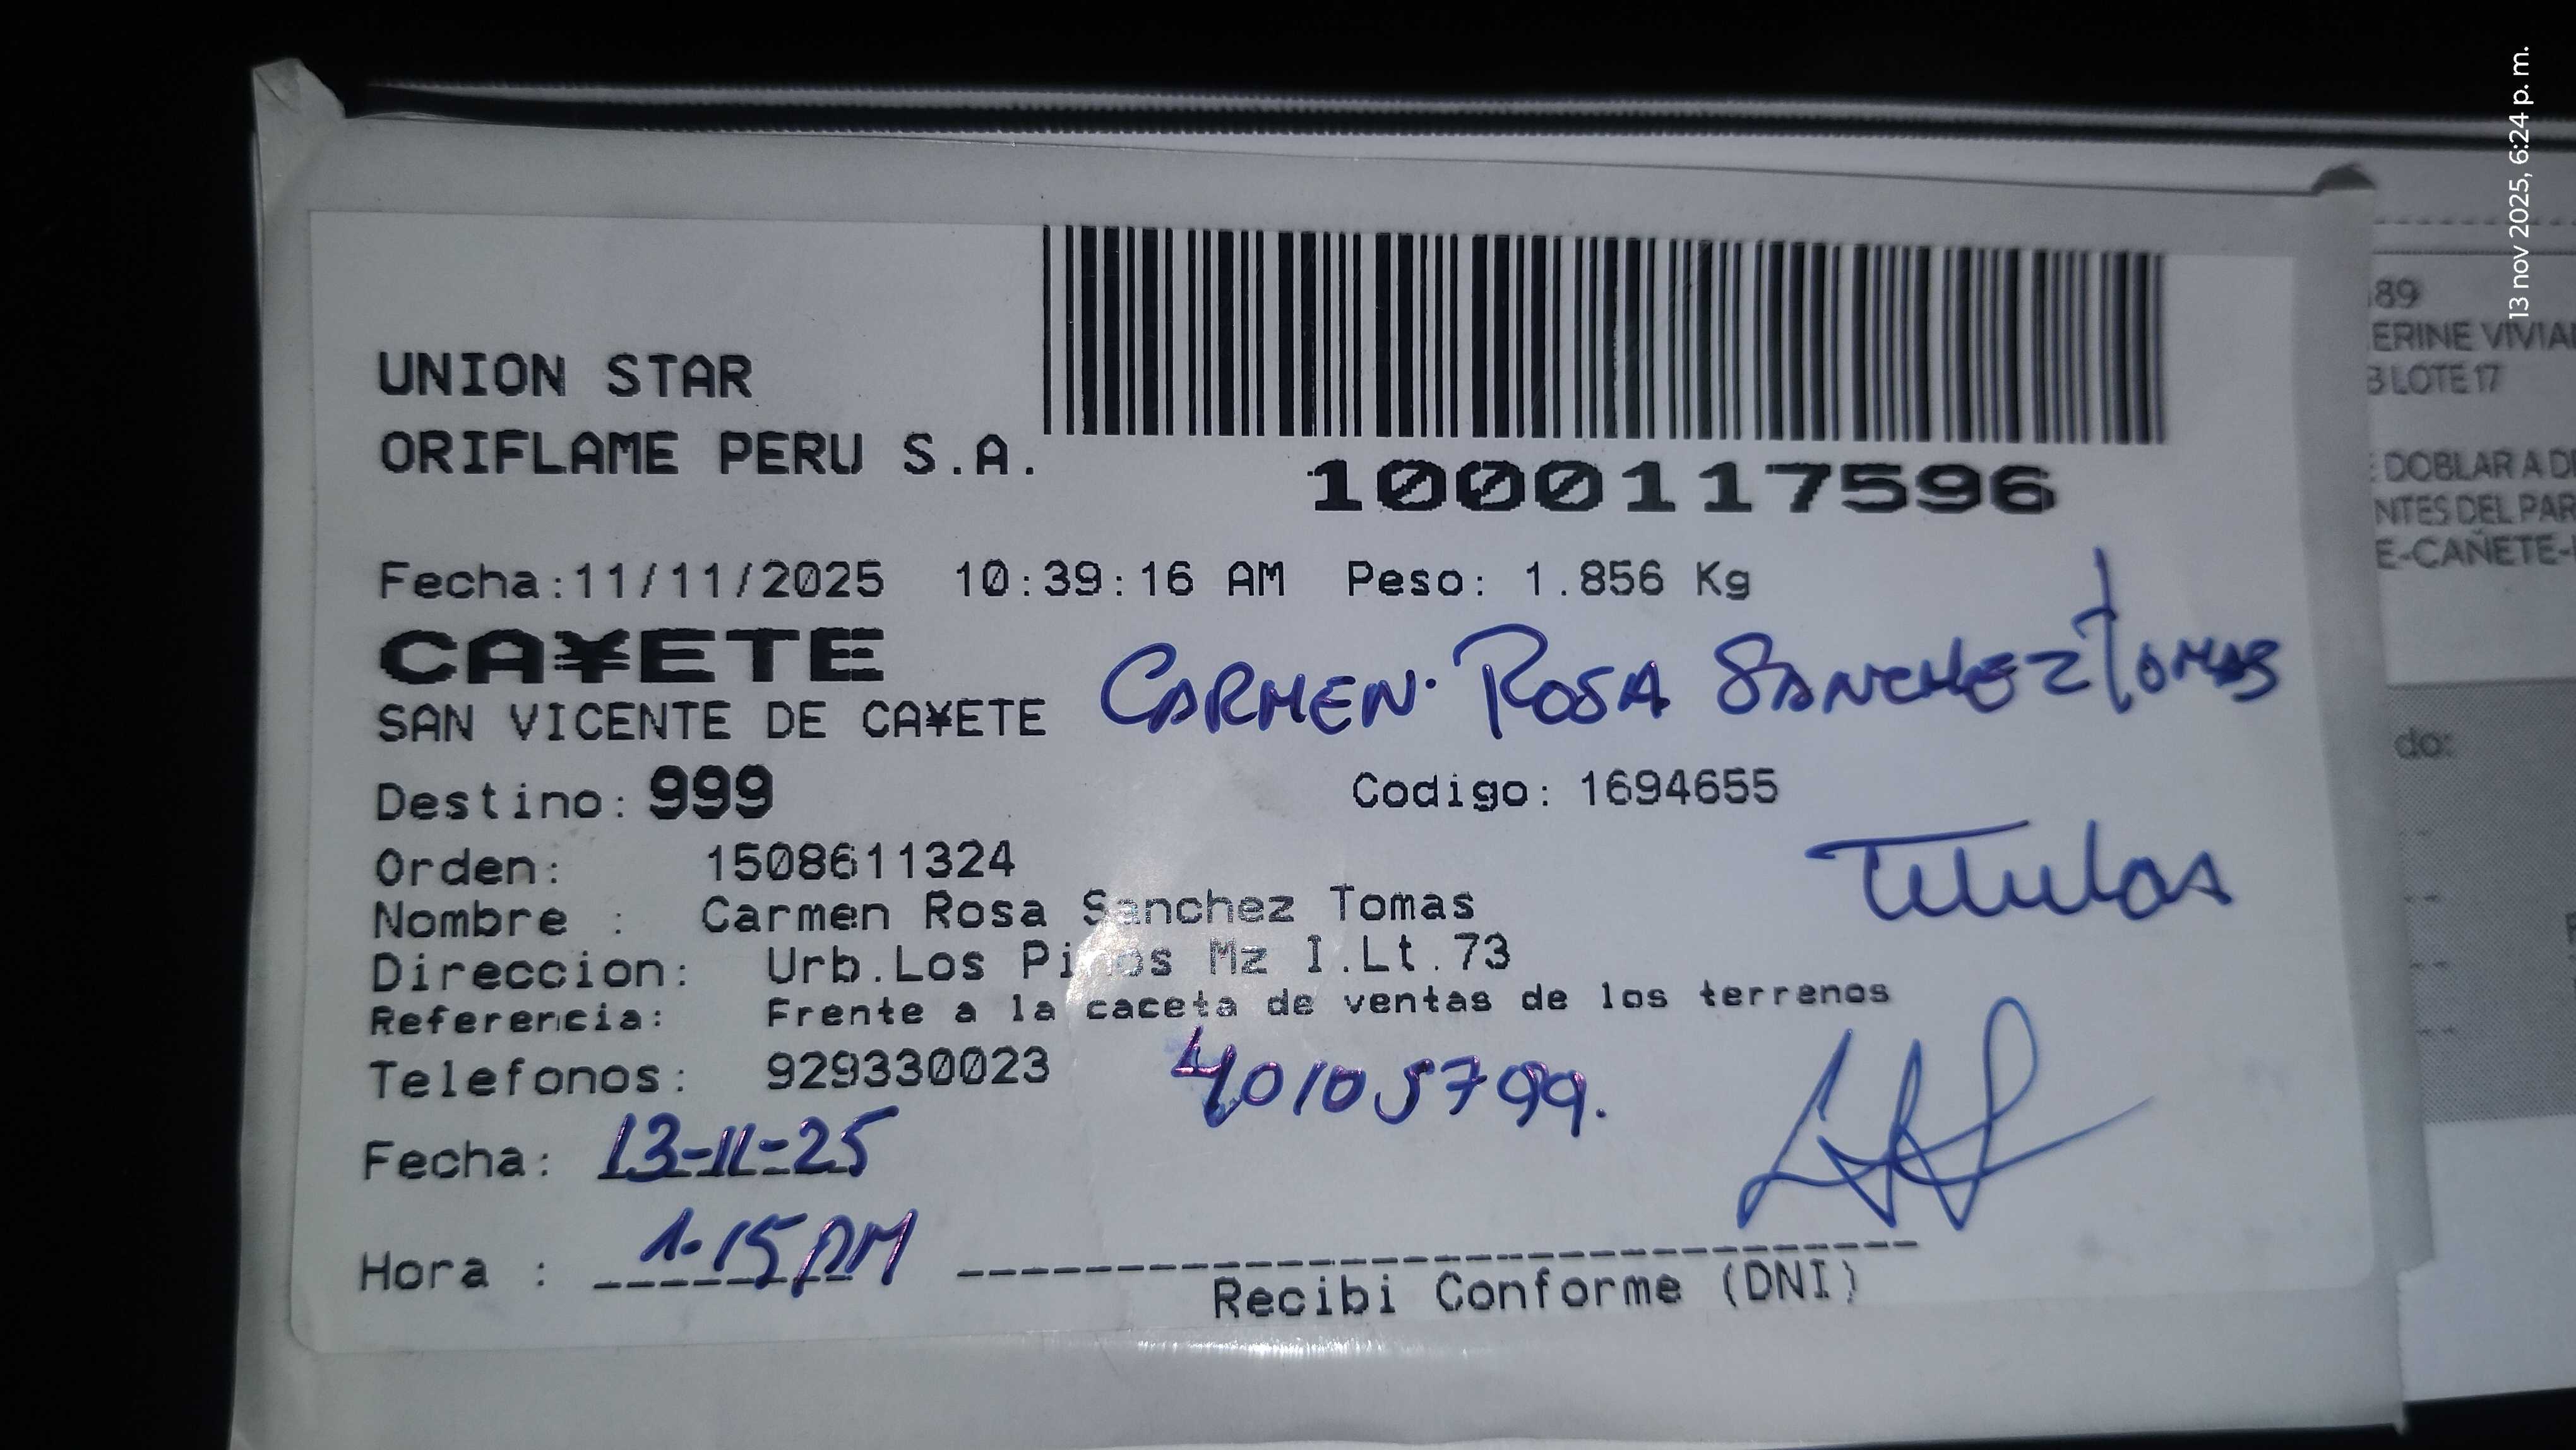 UNION STAR
ORIFLAME PERU S.A.
1000117596
Fecha:11/11/2025 10:39:16 AM Peso: 1.856 Kg
CA¥ETE
SAN VICENTE DE CA¥ETE
CARMEN. ROSA SANCHEZ TOMAS
Destino: 999 Codigo: 1694655
Orden: 1508611324
Nombre : Carmen Rosa Sanchez Tomas
Direccion: Urb.Los Pinos Mz I.Lt.73
Referencia: Frente a la caceta de ventas de los terrenos
Telefonos: 929330023 40105799.
Fecha: 13-11-25
Hora : 1.15 PM
Recibi Conforme (DNI)
13 nov 2025, 6:24 p. m.
89
ERINE VIVIA
LOTE 17
DOBLAR A D
NTES DEL PAR
E-CAÑETE-
do: